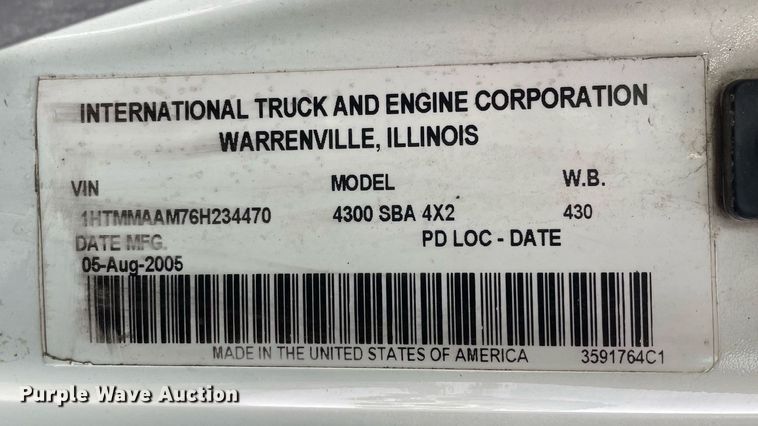 INTERNATIONAL TRUCK AND ENGINE CORPORATION
WARRENVILLE, ILLINOIS
VIN MODEL W.B.
1HTMMAAM76H234470 4300 SBA 4X2 430
DATE MFG. PD LOC - DATE
05-Aug-2005
MADE IN THE UNITED STATES OF AMERICA 3591764C1
Purple Wave Auction